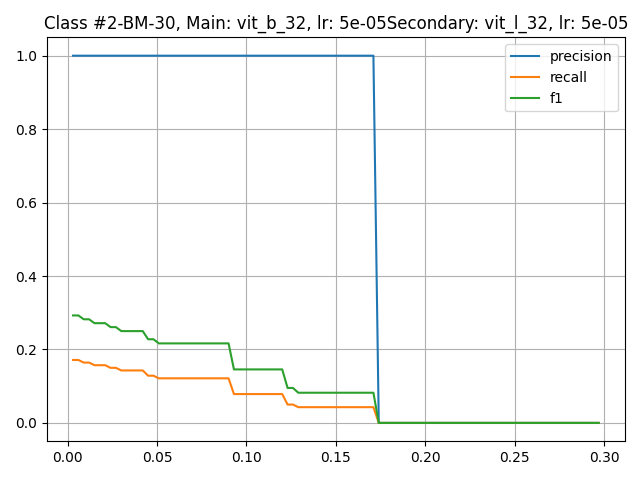 Class #2-BM-30, Main: vit_b_32, lr: 5e-05Secondary: vit_l_32, lr: 5e-05
precision
recall
f1
1.0
0.8
0.6
0.4
0.2
0.0
0.00 0.05 0.10 0.15 0.20 0.25 0.30